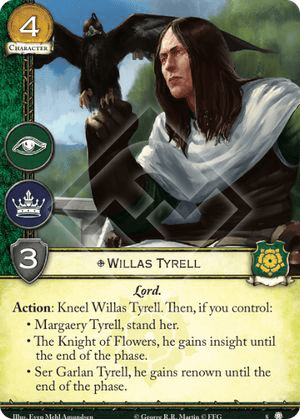 4
CHARACTER
3
WILLAS TYRELL
Lord.
Action: Kneel Willas Tyrell. Then, if you control:
• Margaery Tyrell, stand her.
• The Knight of Flowers, he gains insight until
the end of the phase.
• Ser Garlan Tyrell, he gains renown until the
end of the phase.
Illus. Even Mehl Amundsen © George R.R. Martin © FFG 8